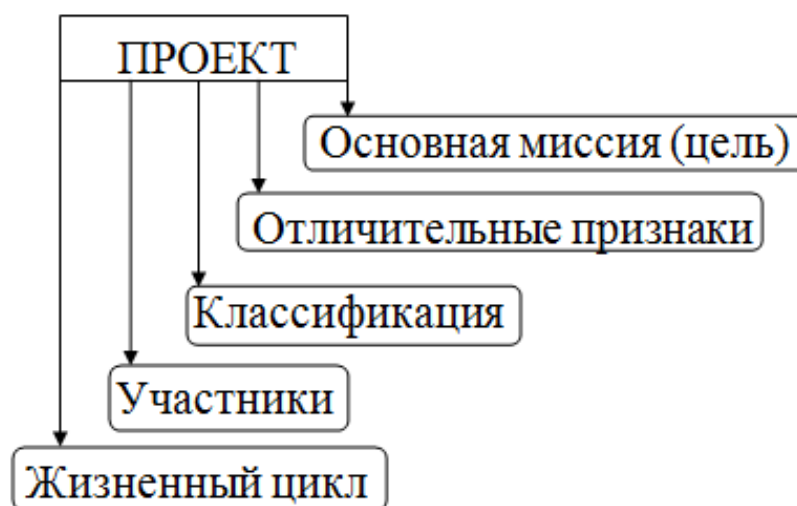 ПРОЕКТ
Основная миссия (цель)
Отличительные признаки
Классификация
Участники
Жизненный цикл